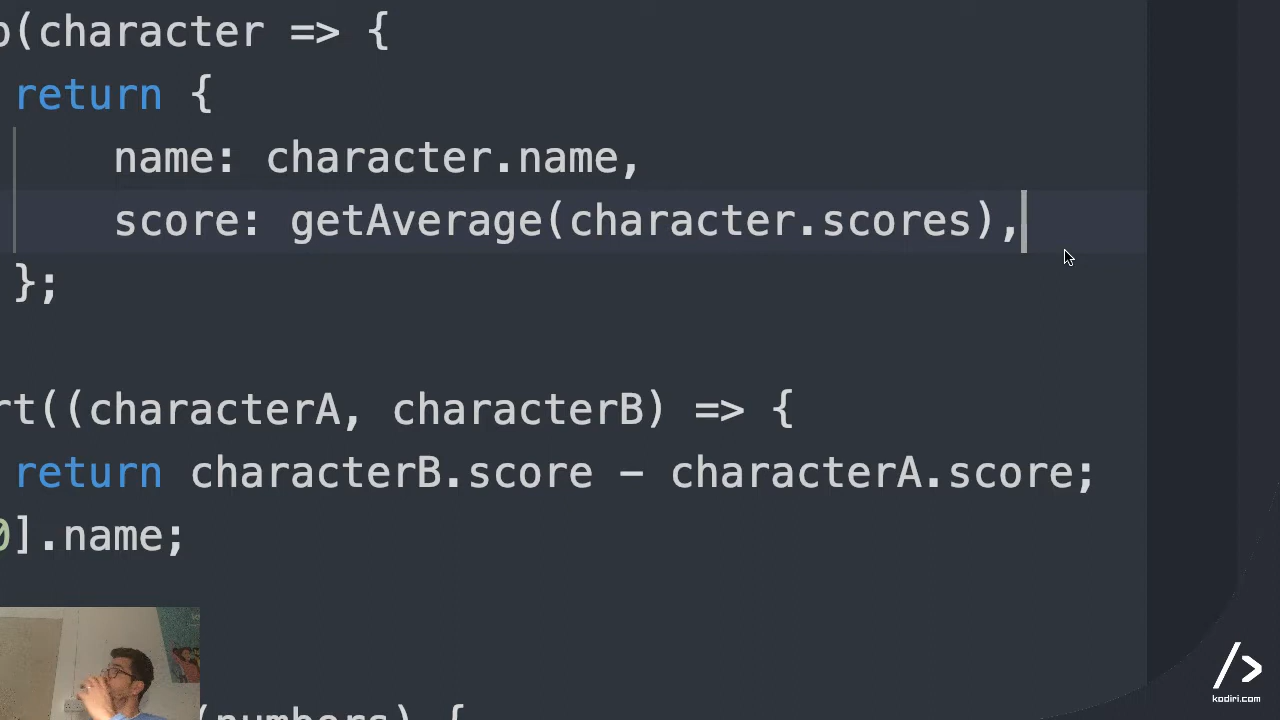 (character => {
return {
name: character.name,
score: getAverage(character.scores),
};
rt((characterA, characterB) => {
return characterB.score - characterA.score;
0].name;
(numbers) {
</>
kodiri.com